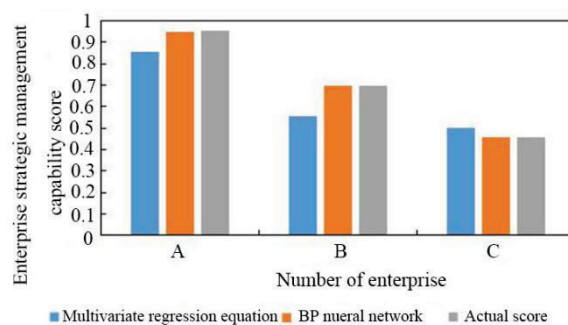 Enterprise strategic management
capability score
1
0.9
0.8
0.7
0.6
0.5
0.4
0.3
0.2
0.1
0
A B C
Number of enterprise
Multivariate regression equation BP nueral network Actual score